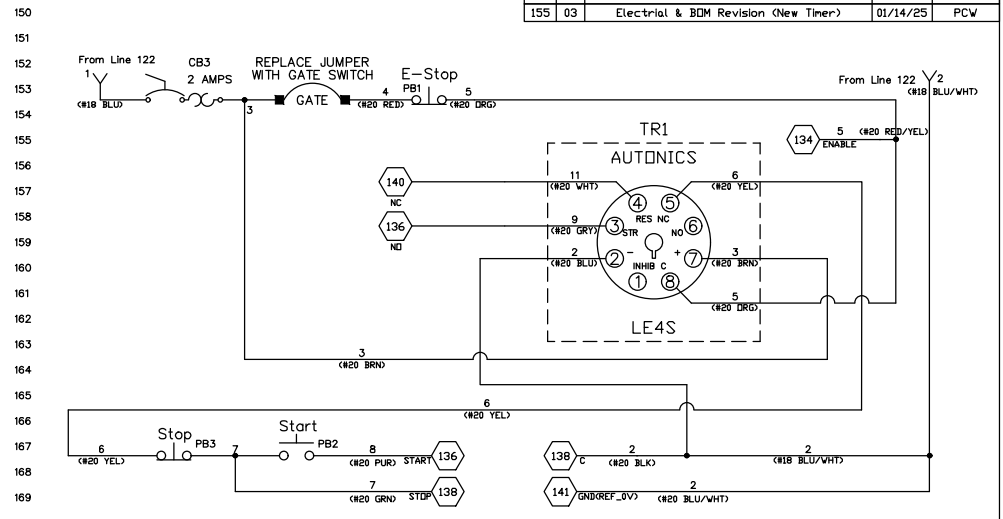 150
155 03 Electrial & BOM Revision (New Timer) 01/14/25 PCW
151
152
From Line 122 CB3 REPLACE JUMPER
1 2 AMPS WITH GATE SWITCH E-Stop
PB1
From Line 122 2
153
(#18 BLU) 3 GATE 4 (#20 RED) 5 (#20 ORG) (#18 BLU/WHT)
154
155
TR1
134 5 (#20 RED/YEL)
ENABLE
156
AUTONICS
157
140 11 (#20 WHT) 6 (#20 YEL)
NC
4 5
RES NC
158
136 9 (#20 GRY) 3 STR NO 6
NO
159
160
2 (#20 BLU) 2 - + 7 3 (#20 BRN)
INHIB C
161
1 8
5
(#20 ORG)
162
LE4S
163
164
3
(#20 BRN)
165
166
6
(#20 YEL)
167
6 (#20 YEL) Stop PB3 7 Start PB2 8 (#20 PUR) START 136
138 C 2 (#20 BLK) 2 (#18 BLU/WHT)
168
169
7 (#20 GRN) STOP 138
141 GND(REF_0V) 2 (#20 BLU/WHT)